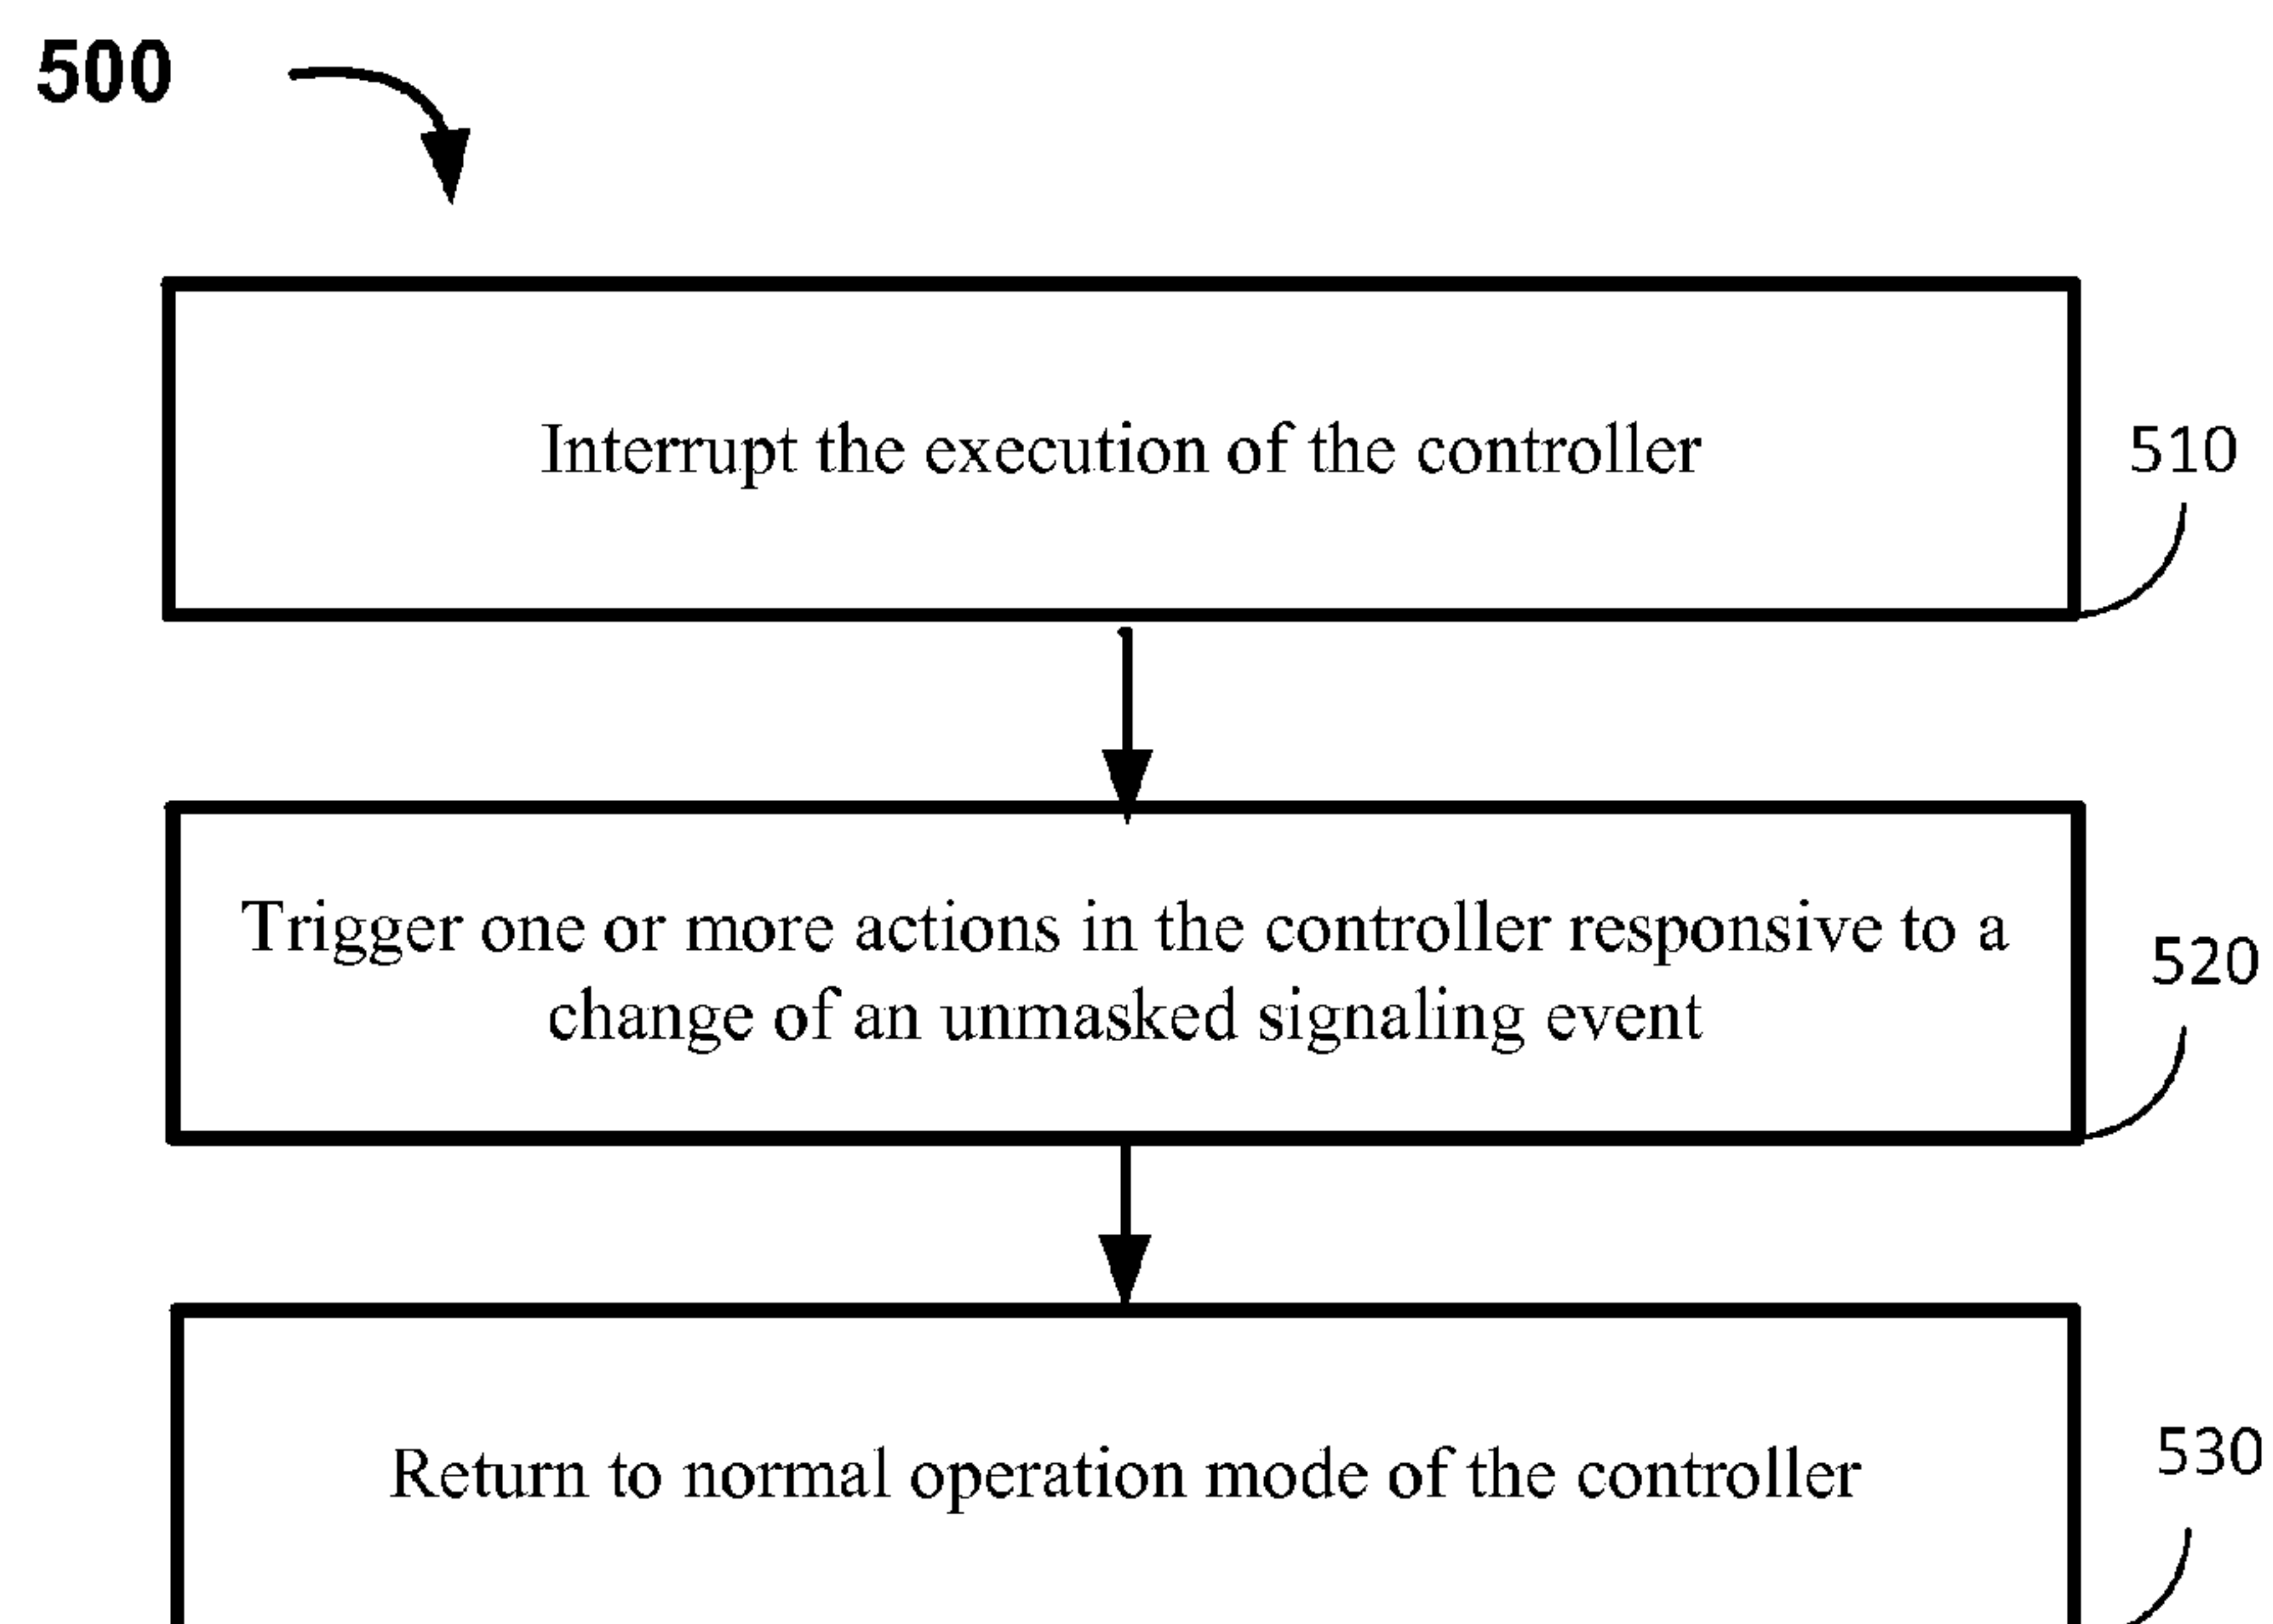 500
Interrupt the execution of the controller
510
Trigger one or more actions in the controller responsive to a
change of an unmasked signaling event
520
Return to normal operation mode of the controller
530